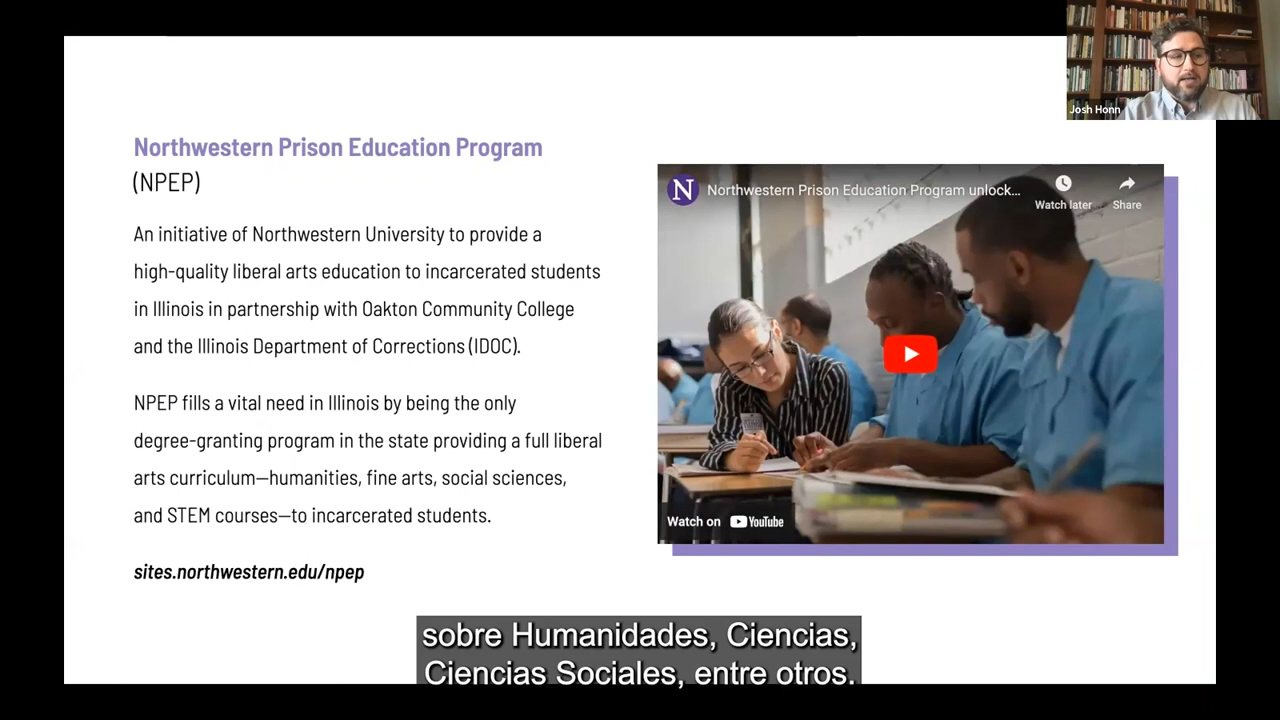 Josh Honn
Northwestern Prison Education Program
(NPEP)
An initiative of Northwestern University to provide a
high-quality liberal arts education to incarcerated students
in Illinois in partnership with Oakton Community College
and the Illinois Department of Corrections (IDOC).
NPEP fills a vital need in Illinois by being the only
degree-granting program in the state providing a full liberal
arts curriculum—humanities, fine arts, social sciences,
and STEM courses—to incarcerated students.
sites.northwestern.edu/npep
N
Northwestern Prison Education Program unlock...
Watch later
Share
Watch on YouTube
sobre Humanidades, Ciencias,
Ciencias Sociales, entre otros.